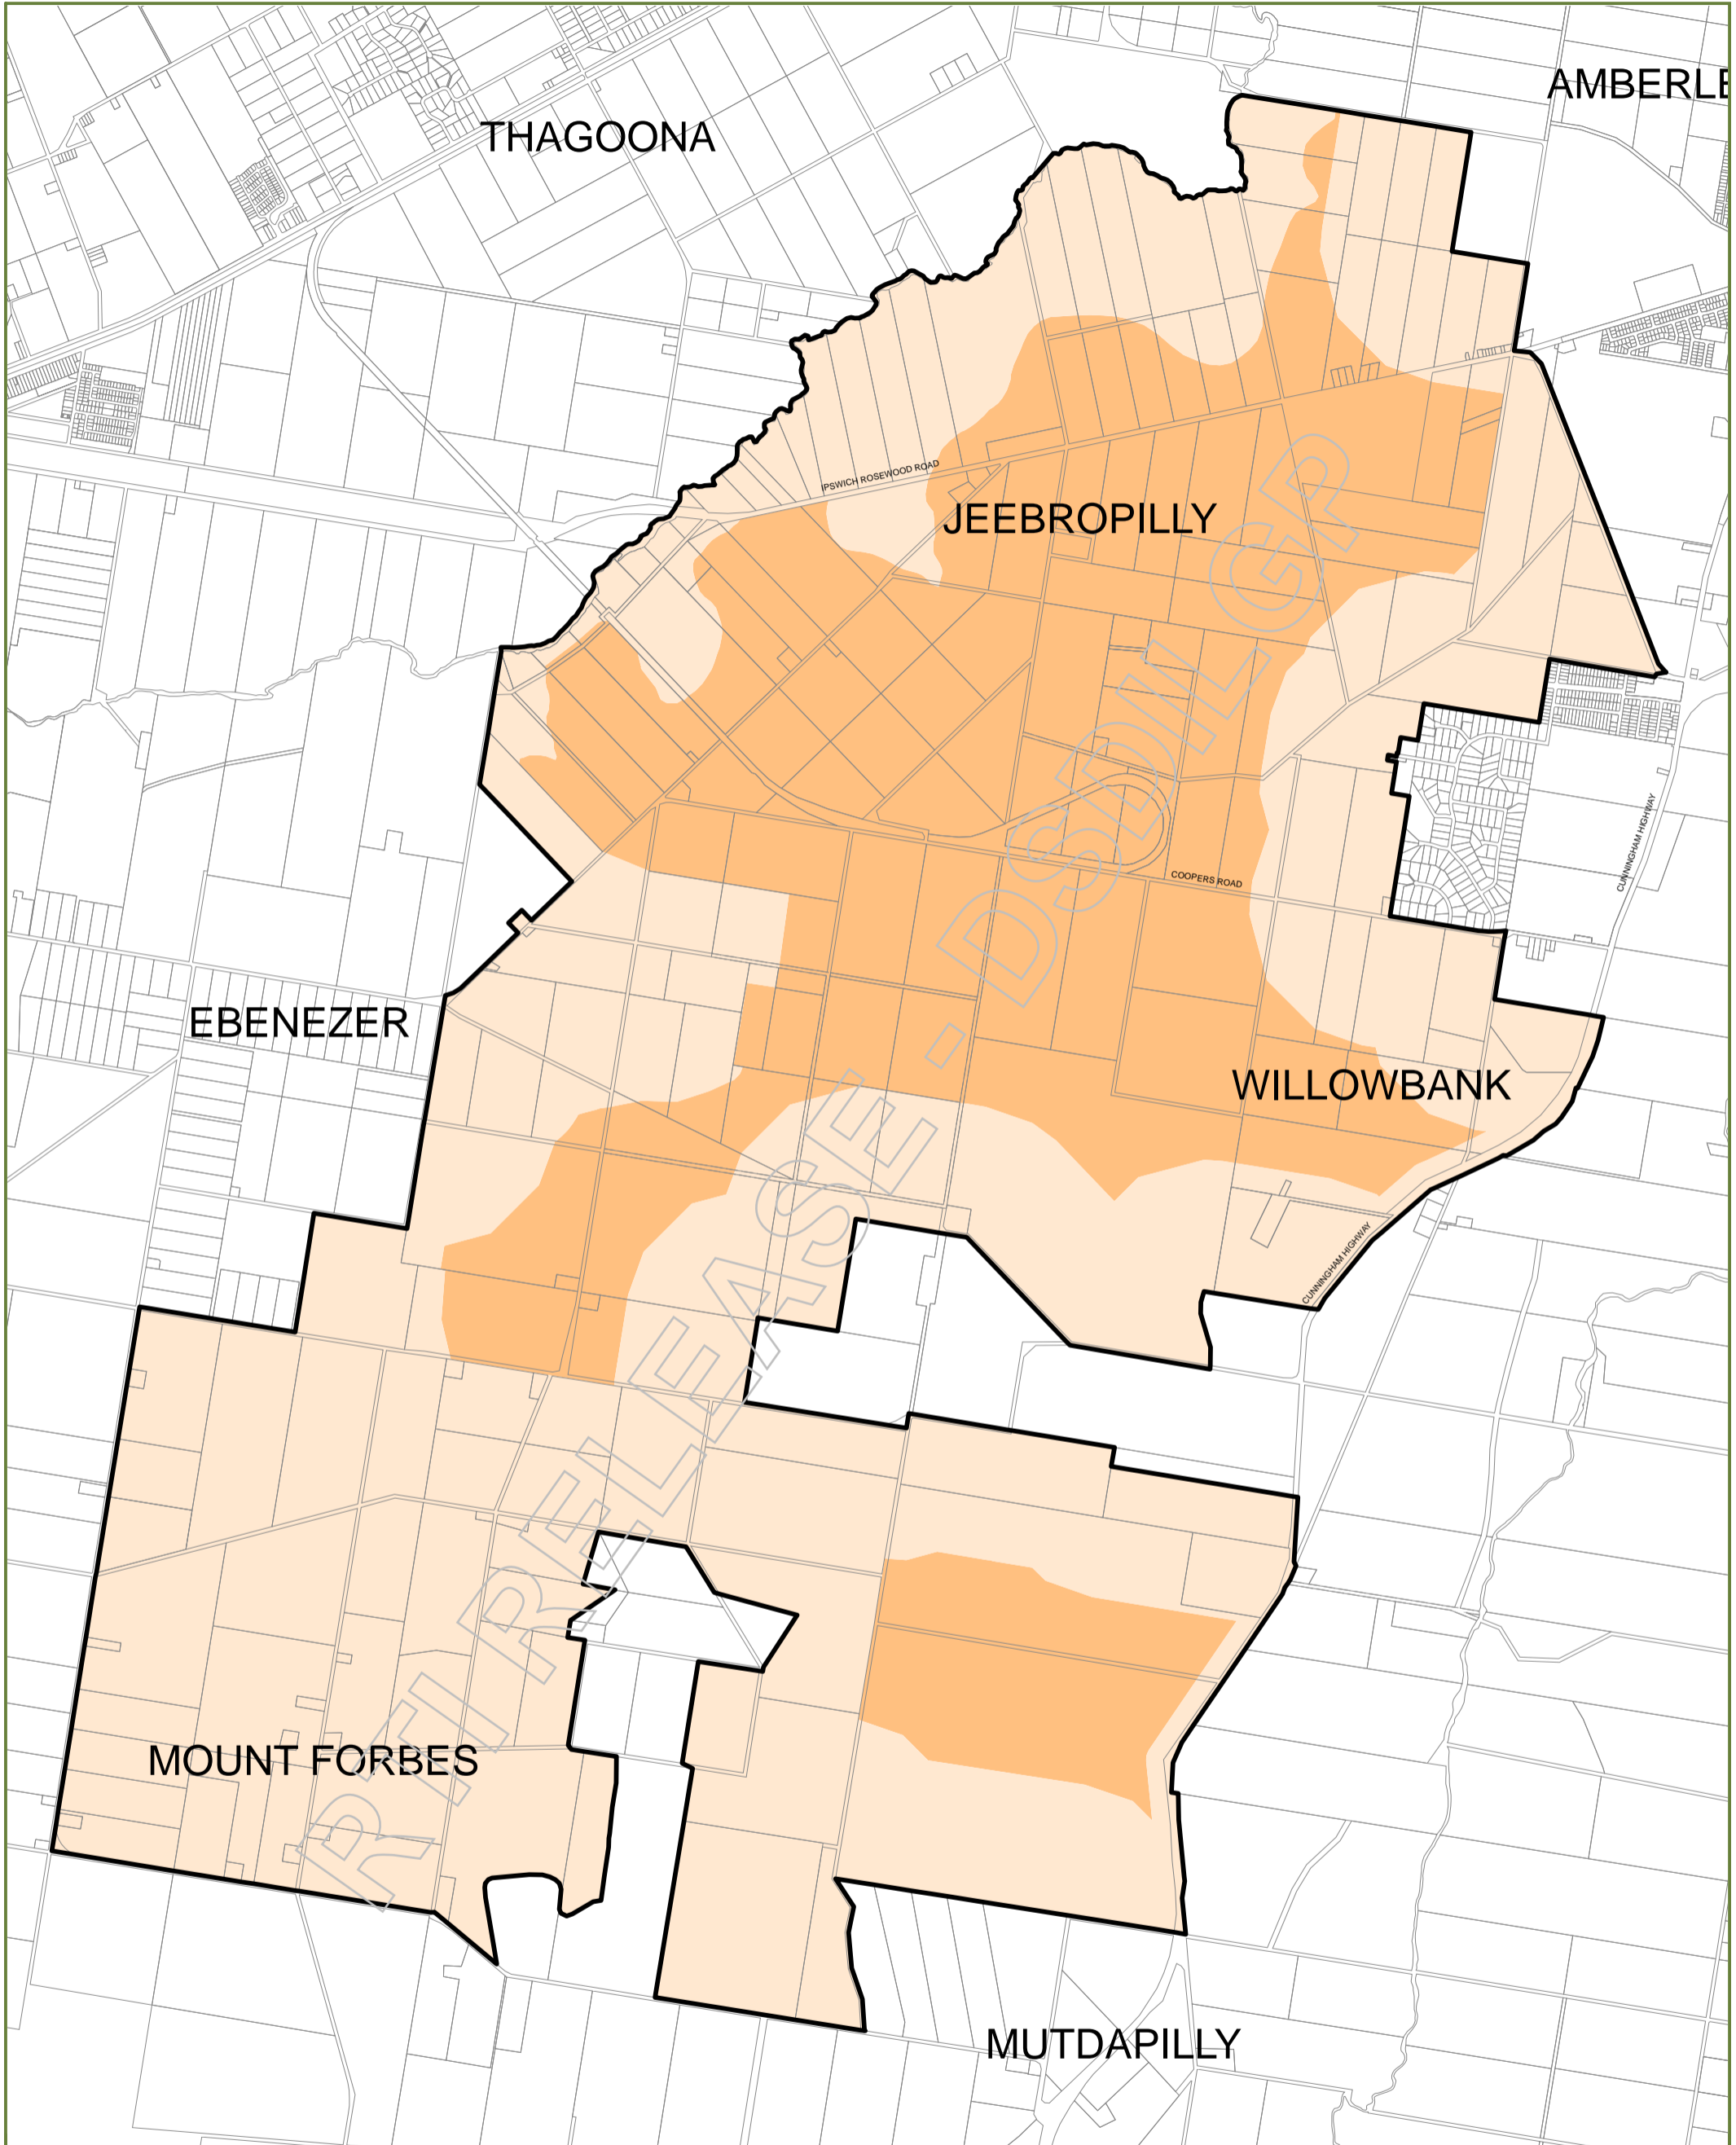 AMBERLE
THAGOONA
IPSWICH ROSEWOOD ROAD
JEEBROPILLY
CUNNINGHAM HIGHWAY
COOPERS ROAD
EBENEZER
WILLOWBANK
CUNNINGHAM HIGHWAY
MOUNT FORBES
MUTDAPILLY
RTI RELEASE - DSDILGP